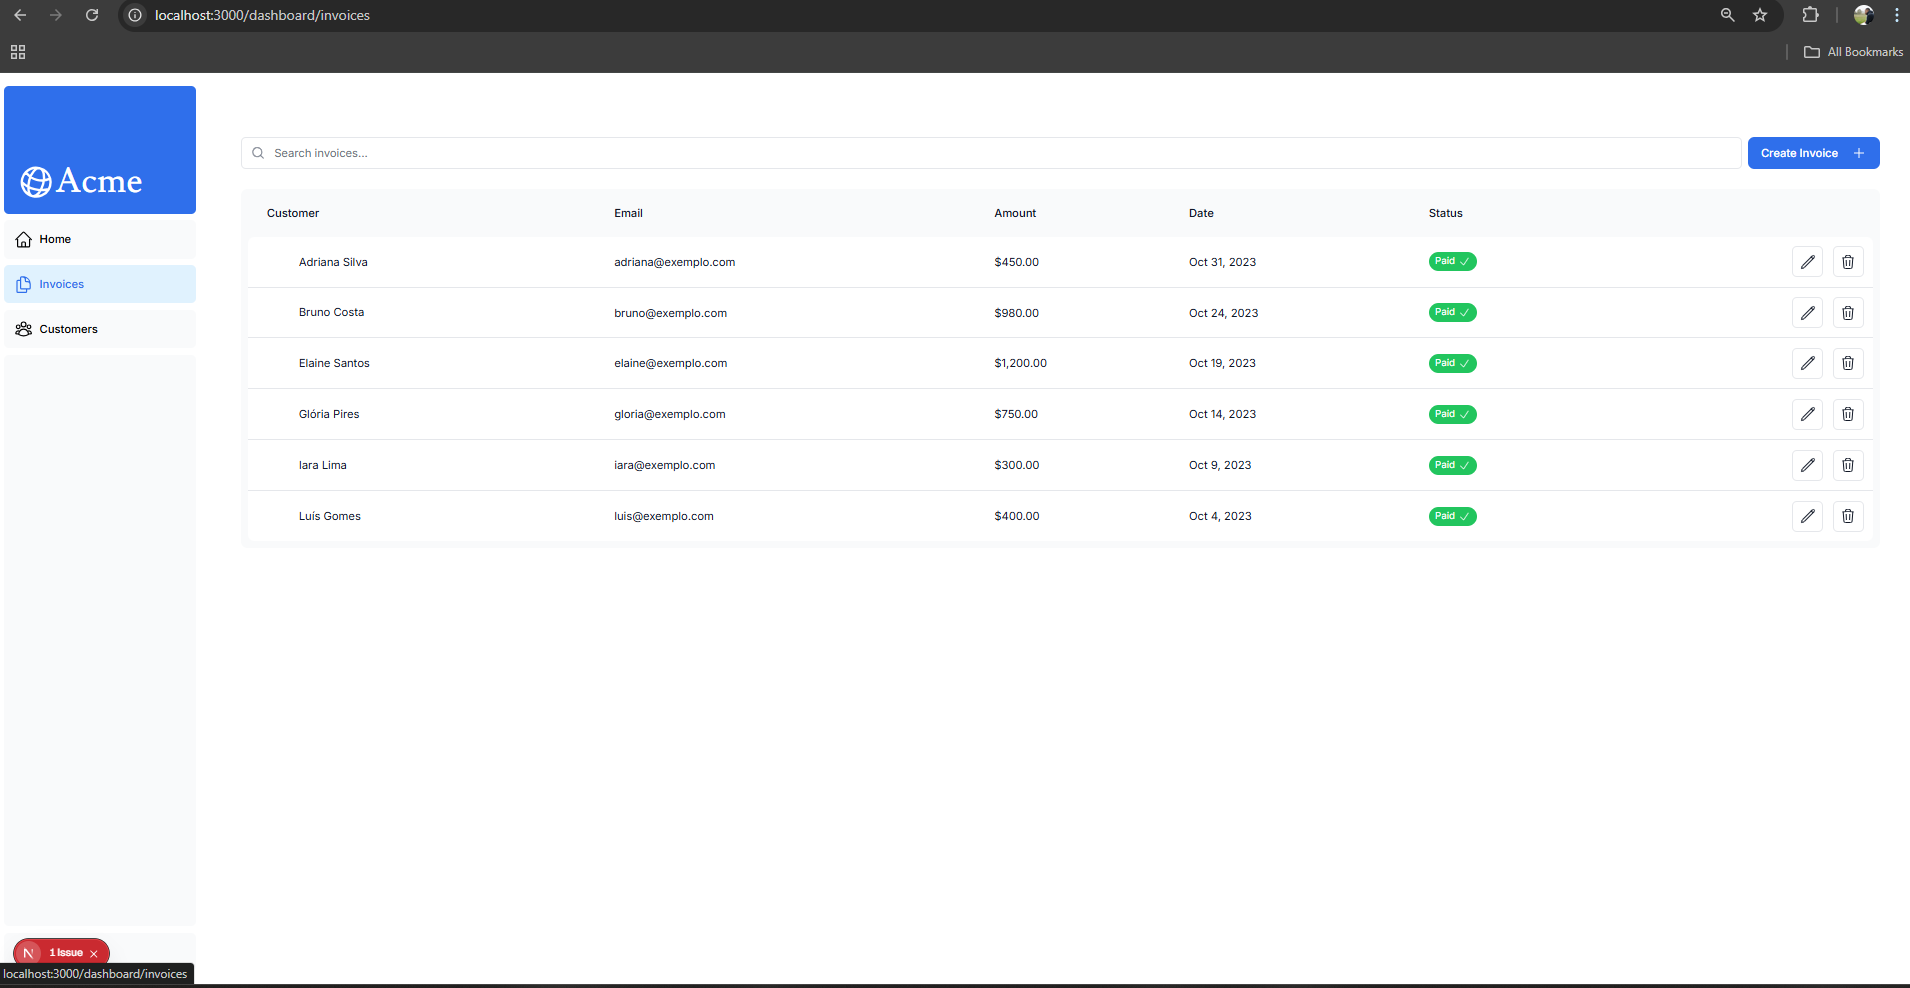 localhost:3000/dashboard/invoices
All Bookmarks
Acme
Home
Invoices
Customers
Search invoices...
Create Invoice
Customer Email Amount Date Status
Adriana Silva adriana@exemplo.com $450.00 Oct 31, 2023 Paid
Bruno Costa bruno@exemplo.com $980.00 Oct 24, 2023 Paid
Elaine Santos elaine@exemplo.com $1,200.00 Oct 19, 2023 Paid
Glória Pires gloria@exemplo.com $750.00 Oct 14, 2023 Paid
Iara Lima iara@exemplo.com $300.00 Oct 9, 2023 Paid
Luís Gomes luis@exemplo.com $400.00 Oct 4, 2023 Paid
N 1 Issue
localhost:3000/dashboard/invoices